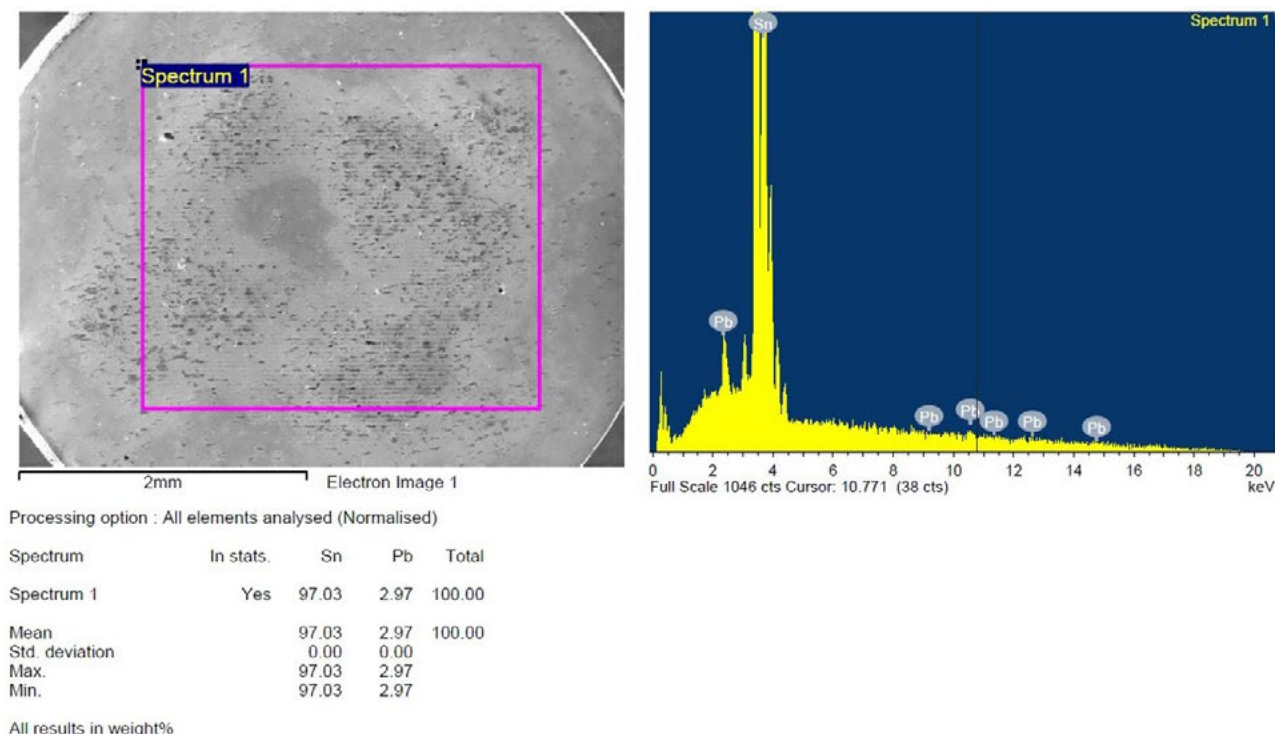 Spectrum 1
2mm Electron Image 1
Spectrum 1
Sn
Pb
Pb
Pb
Pb
Pb
Pb
0 2 4 6 8 10 12 14 16 18 20
Full Scale 1046 cts Cursor: 10.771 (38 cts) keV
Processing option : All elements analysed (Normalised)
Spectrum In stats. Sn Pb Total
Spectrum 1 Yes 97.03 2.97 100.00
Mean 97.03 2.97 100.00
Std. deviation 0.00 0.00
Max. 97.03 2.97
Min. 97.03 2.97
All results in weight%